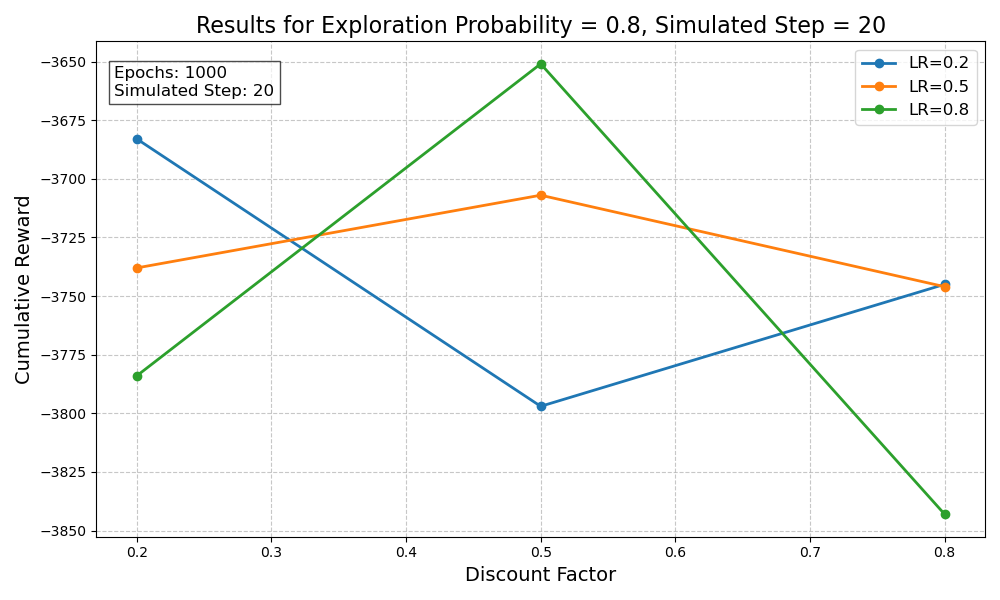 Results for Exploration Probability = 0.8, Simulated Step = 20
Epochs: 1000
Simulated Step: 20
LR=0.2
LR=0.5
LR=0.8
Cumulative Reward
−3650
−3675
−3700
−3725
−3750
−3775
−3800
−3825
−3850
0.2 0.3 0.4 0.5 0.6 0.7 0.8
Discount Factor